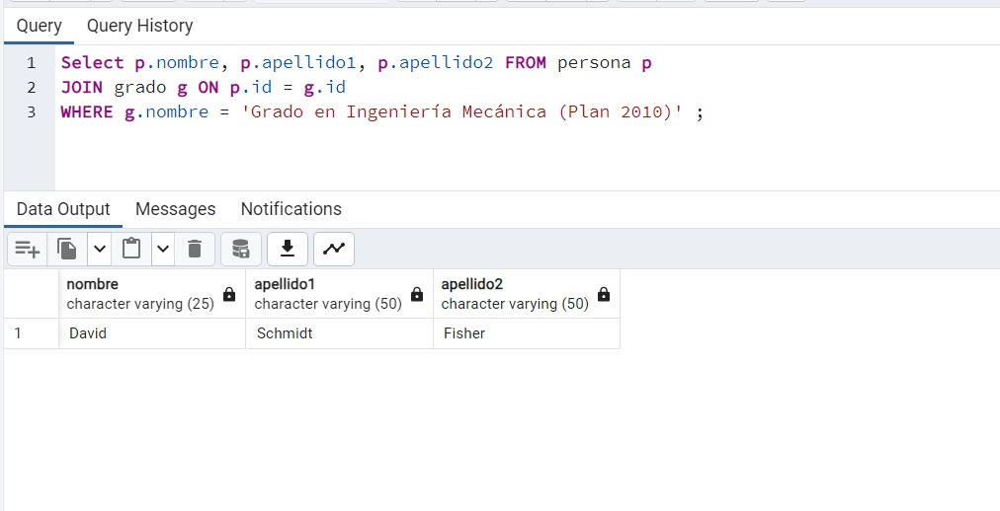 Query Query History
1 Select p.nombre, p.apellido1, p.apellido2 FROM persona p
2 JOIN grado g ON p.id = g.id
3 WHERE g.nombre = 'Grado en Ingeniería Mecánica (Plan 2010)' ;
Data Output Messages Notifications
nombre apellido1 apellido2
character varying (25) character varying (50) character varying (50)
1 David Schmidt Fisher